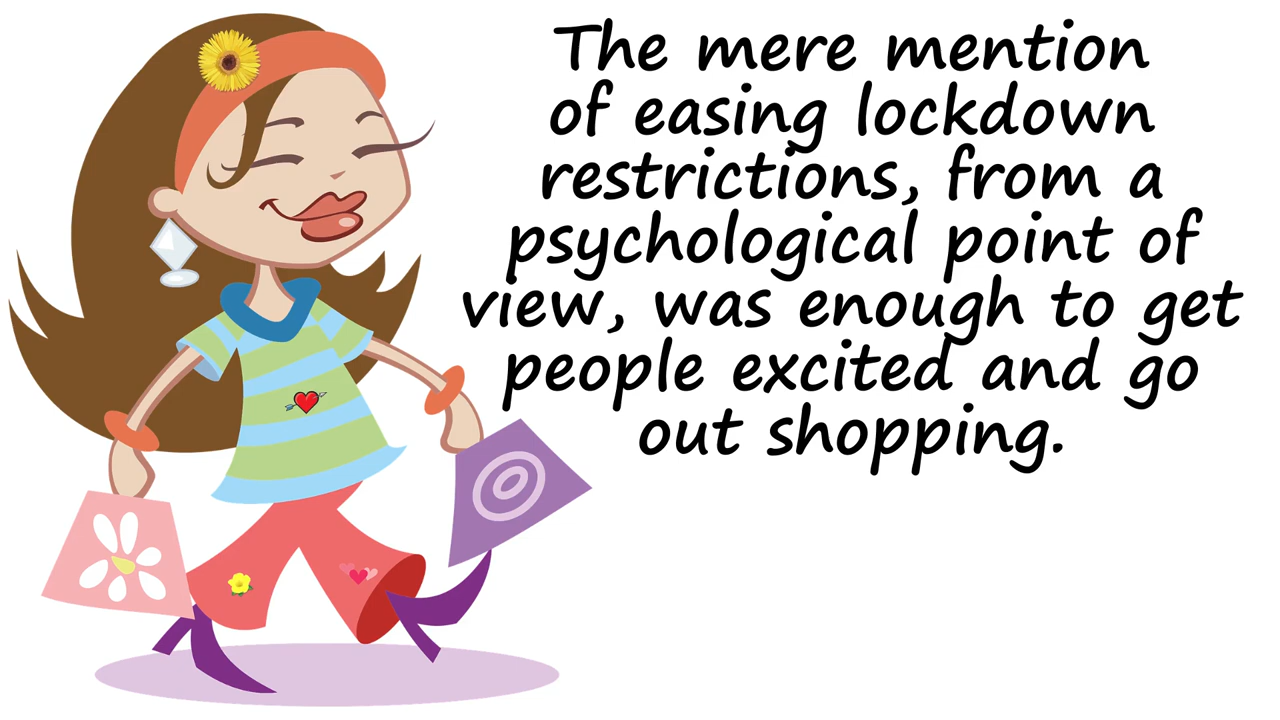 The mere mention
of easing lockdown
restrictions, from a
psychological point of
view, was enough to get
people excited and go
out shopping.